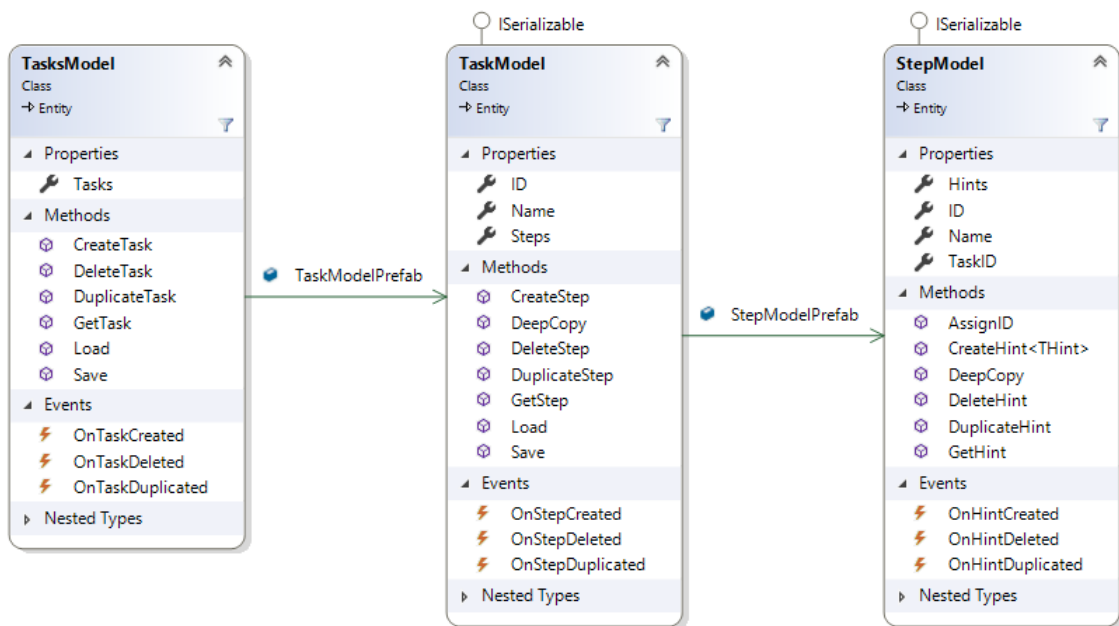 TasksModel
Class
Entity
Properties
Tasks
Methods
CreateTask
DeleteTask
DuplicateTask
GetTask
Load
Save
Events
OnTaskCreated
OnTaskDeleted
OnTaskDuplicated
Nested Types
TaskModelPrefab
ISerializable
TaskModel
Class
Entity
Properties
ID
Name
Steps
Methods
CreateStep
DeepCopy
DeleteStep
DuplicateStep
GetStep
Load
Save
Events
OnStepCreated
OnStepDeleted
OnStepDuplicated
Nested Types
StepModelPrefab
ISerializable
StepModel
Class
Entity
Properties
Hints
ID
Name
TaskID
Methods
AssignID
CreateHint<THint>
DeepCopy
DeleteHint
DuplicateHint
GetHint
Events
OnHintCreated
OnHintDeleted
OnHintDuplicated
Nested Types